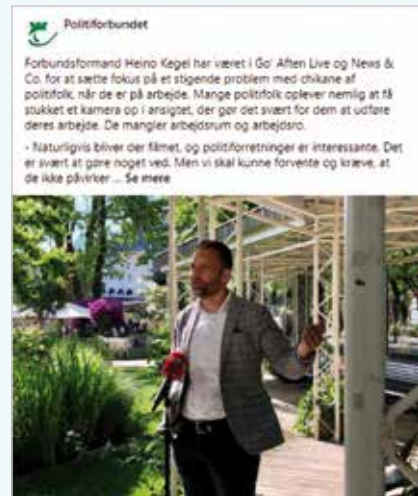 Politiforbundet
Forbundsformand Heino Kegel har været i Go' Aften Live og News &
Co. for at sætte fokus på et stigende problem med chikane af
politifolk, når de er på arbejde. Mange politifolk oplever nemlig at få
stukket et kamera op i ansigtet, der gør det svært for dem at udføre
deres arbejde. De mangler arbejdsrum og arbejdsro.
- Naturligvis bliver der filmet, og politiforretninger er interessante. Det
er svært at gøre noget ved. Men vi skal kunne forvente og kræve, at
de ikke påvirker ... Se mere